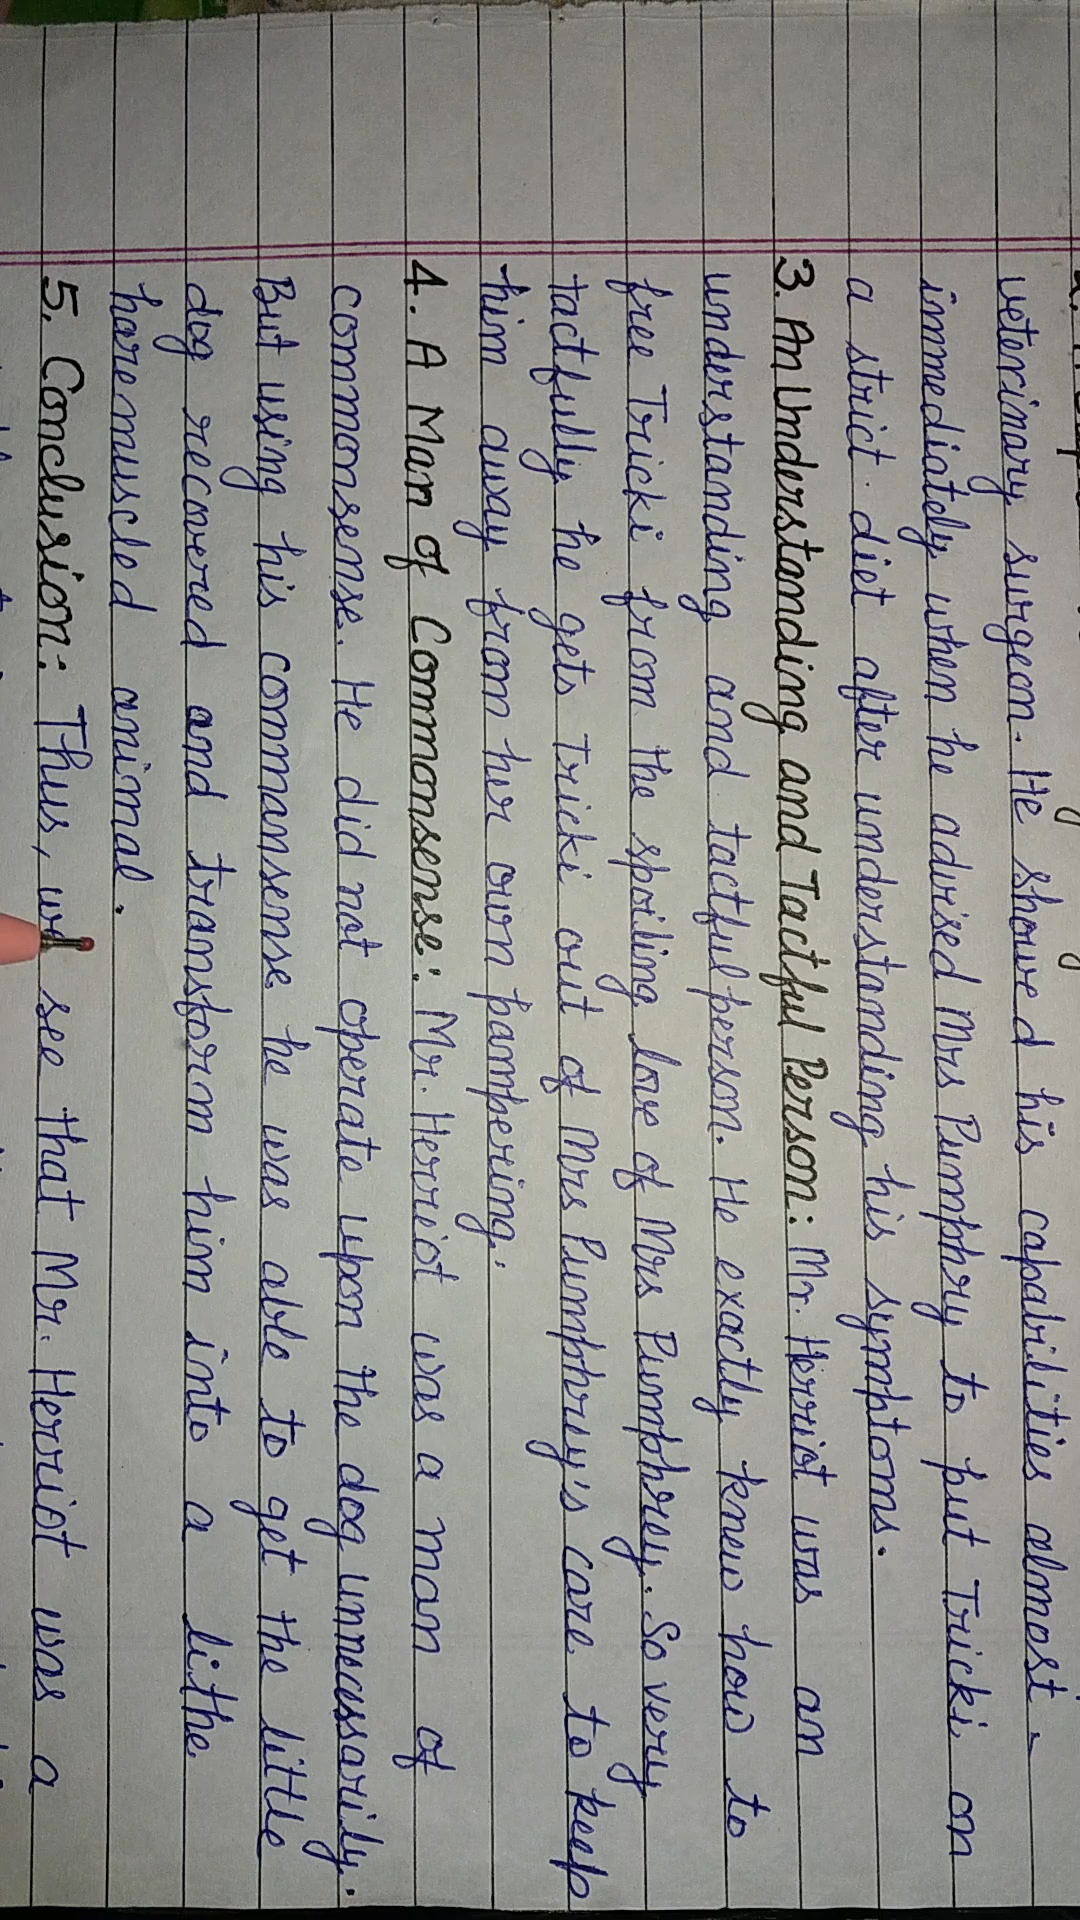 veterinary surgeon. He showed his capabilities almost
immediately when he advised Mrs Pumphry to put Tricki on
a strict diet after understanding his symptoms.
3. An Understanding and Tactful Person: Mr. Herriot was an
understanding and tactful person. He exactly knew how to
free Tricki from the spoiling love of Mrs Pumphrey. So very
tactfully he gets Tricki out of Mrs Pumphrey's care to keep
him away from her own pampering.
4. A Man of Commonsense: Mr. Herriot was a man of
commonsense. He did not operate upon the dog unnecessarily.
But using his commansense he was able to get the little
dog recovered and transform him into a lithe
haremuscled animal.
5. Conclusion: Thus, we see that Mr. Herriot was a